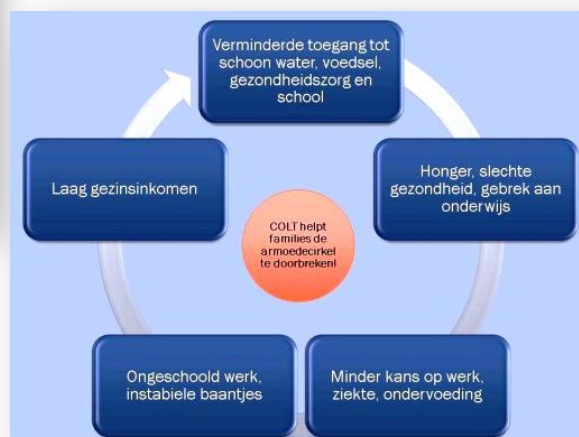 Verminderde toegang tot
schoon water, voedsel,
gezondheidszorg en
school
Honger, slechte
gezondheid, gebrek aan
onderwijs
Minder kans op werk,
ziekte, ondervoeding
Ongeschoold werk,
instabiele baantjes
Laag gezinsinkomen
COLT helpt
families de
armoedecirkel
te doorbreken!